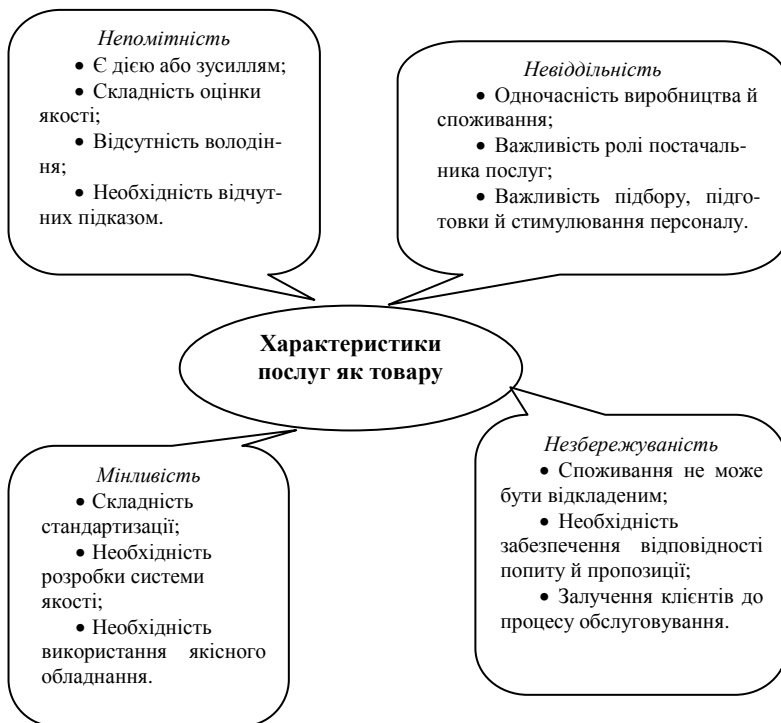 Непомітність
• Є дією або зусиллям;
• Складність оцінки
якості;
• Відсутність володін-
ня;
• Необхідність відчут-
них підказом.
Невіддільність
• Одночасність виробництва й
споживання;
• Важливість ролі постачаль-
ника послуг;
• Важливість підбору, підго-
товки й стимулювання персоналу.
Характеристики
послуг як товару
Мінливість
• Складність
стандартизації;
• Необхідність
розробки системи
якості;
• Необхідність
використання якісного
обладнання.
Незбережуваність
• Споживання не може
бути відкладеним;
• Необхідність
забезпечення відповідності
попиту й пропозиції;
• Залучення клієнтів до
процесу обслуговування.